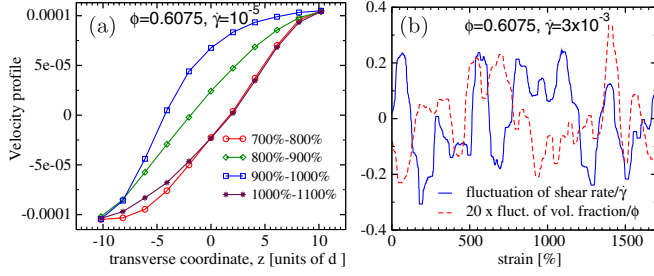 (a) ϕ=0.6075, γ̇=10⁻⁵
Velocity profile
0.0001
5e-05
0
-5e-05
-0.0001
700%-800%
800%-900%
900%-1000%
1000%-1100%
-10 -5 0 5 10
transverse coordinate, z [units of d ]
(b) ϕ=0.6075, γ̇=3x10⁻³
0.4
0.2
0
-0.2
-0.4
fluctuation of shear rate/γ̇
20 x fluct. of vol. fraction/ϕ
0 500 1000 1500
strain [%]